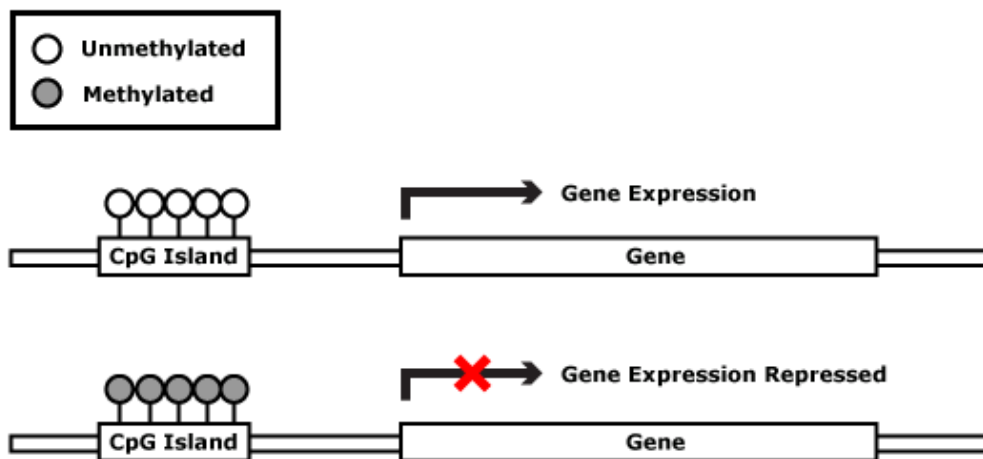 Unmethylated
Methylated
Gene Expression
CpG Island
Gene
Gene Expression Repressed
CpG Island
Gene